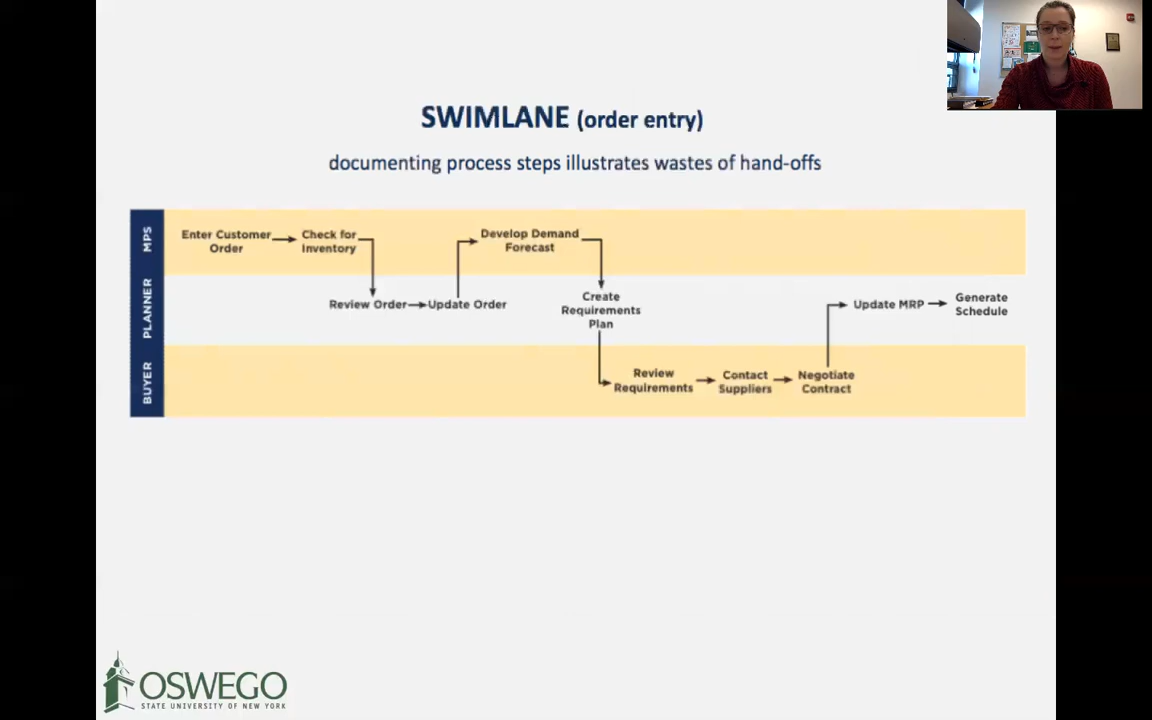 SWIMLANE (order entry)
documenting process steps illustrates wastes of hand-offs
MPS
Enter Customer
Order
Check for
Inventory
Develop Demand
Forecast
PLANNER
Review Order
Update Order
Create
Requirements
Plan
Update MRP
Generate
Schedule
BUYER
Review
Requirements
Contact
Suppliers
Negotiate
Contract
OSWEGO
STATE UNIVERSITY OF NEW YORK